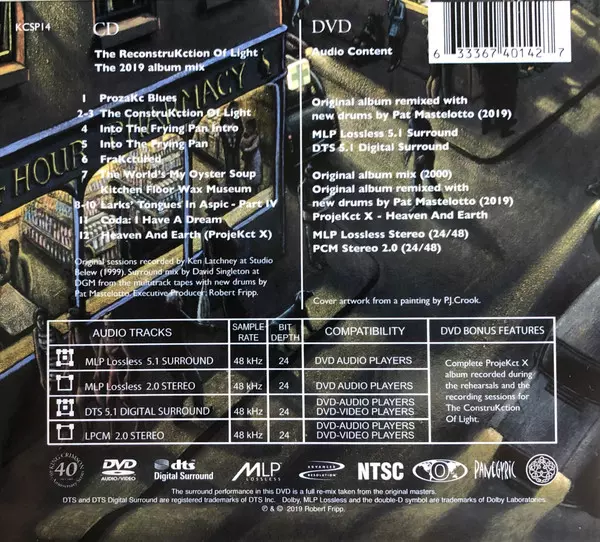 KCSP14
CD
The ReconstruKction Of Light
The 2019 album mix
1 ProzaKc Blues
2-3 The ConstruKction Of Light
4 Into The Frying Pan Intro
5 Into The Frying Pan
6 FraKctured
7 The World's My Oyster Soup
Kitchen Floor Wax Museum
8-10 Larks' Tongues In Aspic - Part IV
11 Coda: I Have A Dream
12 Heaven And Earth (ProjeKct X)
Original sessions recorded by Ken Latchney at Studio
Belew (1999). Surround mix by David Singleton at
DGM from the multitrack tapes with new drums by
Pat Mastelotto. Executive Producer: Robert Fripp.
DVD
Audio Content
Original album remixed with
new drums by Pat Mastelotto (2019)
MLP Lossless 5.1 Surround
DTS 5.1 Digital Surround
Original album mix (2000)
Original album remixed with
new drums by Pat Mastelotto (2019)
ProjeKct X - Heaven And Earth
MLP Lossless Stereo (24/48)
PCM Stereo 2.0 (24/48)
Cover artwork from a painting by P.J.Crook.
6 33367 40142 7
HOUR
MACY
AUDIO TRACKS SAMPLE RATE BIT DEPTH COMPATIBILITY DVD BONUS FEATURES
MLP Lossless 5.1 SURROUND 48 kHz 24 DVD AUDIO PLAYERS
MLP Lossless 2.0 STEREO 48 kHz 24 DVD AUDIO PLAYERS
DTS 5.1 DIGITAL SURROUND 48 kHz 24 DVD-AUDIO PLAYERS
DVD-VIDEO PLAYERS
LPCM 2.0 STEREO 48 kHz 24 DVD-AUDIO PLAYERS
DVD-VIDEO PLAYERS
Complete ProjeKct X
album recorded during
the rehearsals and the
recording sessions for
The ConstruKction
Of Light.
KING CRIMSON 40 DVD AUDIO/VIDEO dts Digital Surround MLP LOSSLESS ADVANCED RESOLUTION NTSC 0 PANEGYRIC
The surround performance in this DVD is a full re-mix taken from the original masters.
DTS and DTS Digital Surround are registered trademarks of DTS Inc. Dolby, MLP Lossless and the double-D symbol are trademarks of Dolby Laboratories.
℗ & © 2019 Robert Fripp.